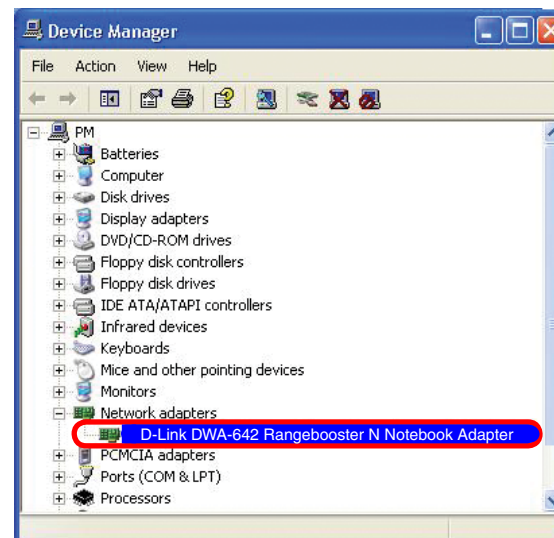 Device Manager
File Action View Help
PM
Batteries
Computer
Disk drives
Display adapters
DVD/CD-ROM drives
Floppy disk controllers
Floppy disk drives
IDE ATA/ATAPI controllers
Infrared devices
Keyboards
Mice and other pointing devices
Monitors
Network adapters
D-Link DWA-642 Rangebooster N Notebook Adapter
PCMCIA adapters
Ports (COM & LPT)
Processors